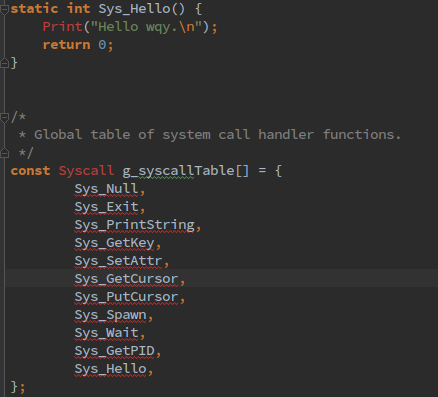 static int Sys_Hello() {
Print("Hello wqy.\n");
return 0;
}
/*
* Global table of system call handler functions.
*/
const Syscall g_syscallTable[] = {
Sys_Null,
Sys_Exit,
Sys_PrintString,
Sys_GetKey,
Sys_SetAttr,
Sys_GetCursor,
Sys_PutCursor,
Sys_Spawn,
Sys_Wait,
Sys_GetPID,
Sys_Hello,
};